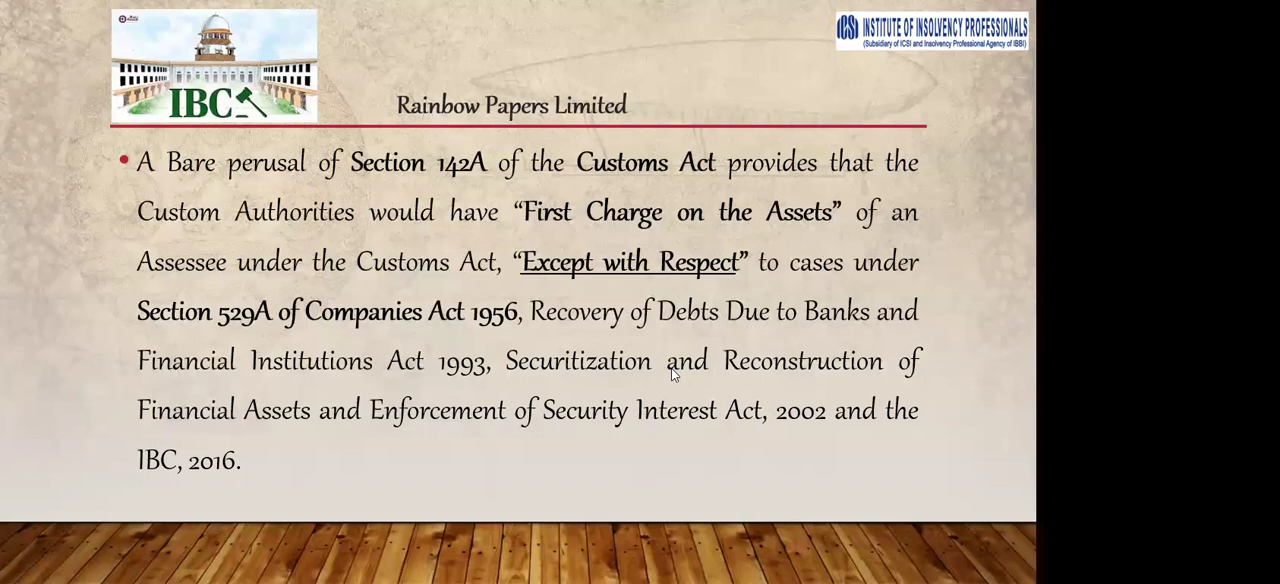 IBC
ICSI INSTITUTE OF INSOLVENCY PROFESSIONALS
(Subsidiary of ICSI and Insolvency Professional Agency of IBBI)
Rainbow Papers Limited
• A Bare perusal of Section 142A of the Customs Act provides that the
Custom Authorities would have “First Charge on the Assets” of an
Assessee under the Customs Act, “Except with Respect” to cases under
Section 529A of Companies Act 1956, Recovery of Debts Due to Banks and
Financial Institutions Act 1993, Securitization and Reconstruction of
Financial Assets and Enforcement of Security Interest Act, 2002 and the
IBC, 2016.